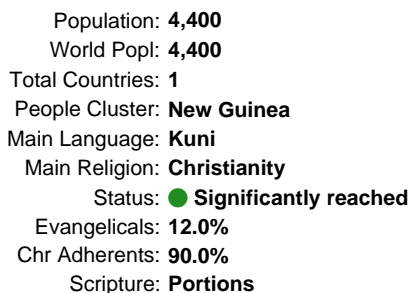 Population: 4,400
World Popl: 4,400
Total Countries: 1
People Cluster: New Guinea
Main Language: Kuni
Main Religion: Christianity
Status: Significantly reached
Evangelicals: 12.0%
Chr Adherents: 90.0%
Scripture: Portions